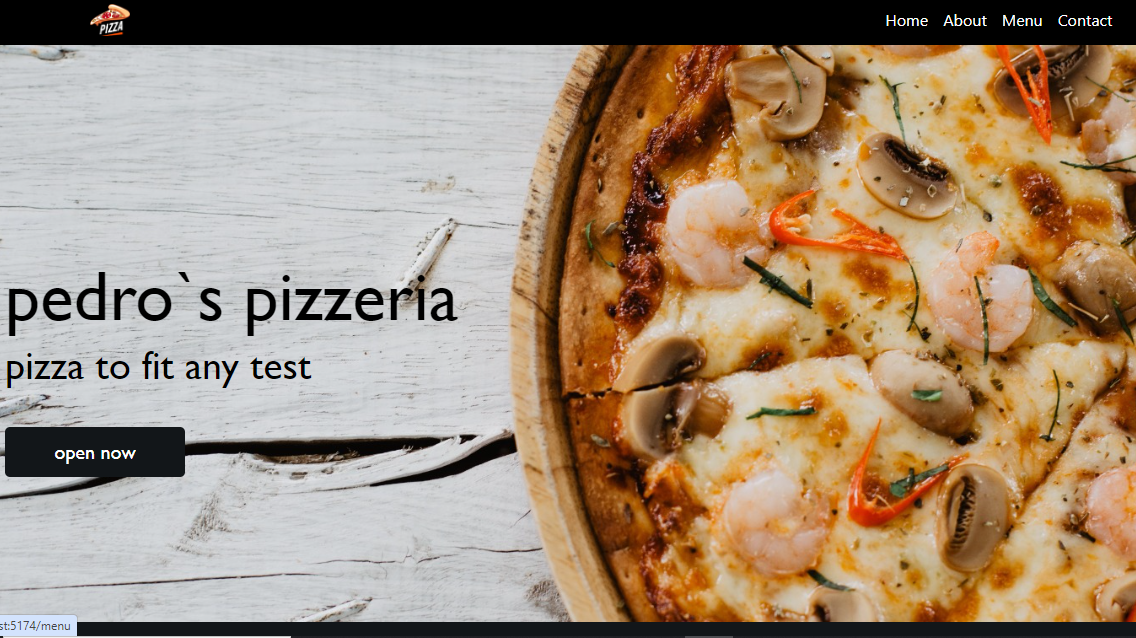 PIZZA
Home About Menu Contact
pedro`s pizzeria
pizza to fit any test
open now
st:5174/menu